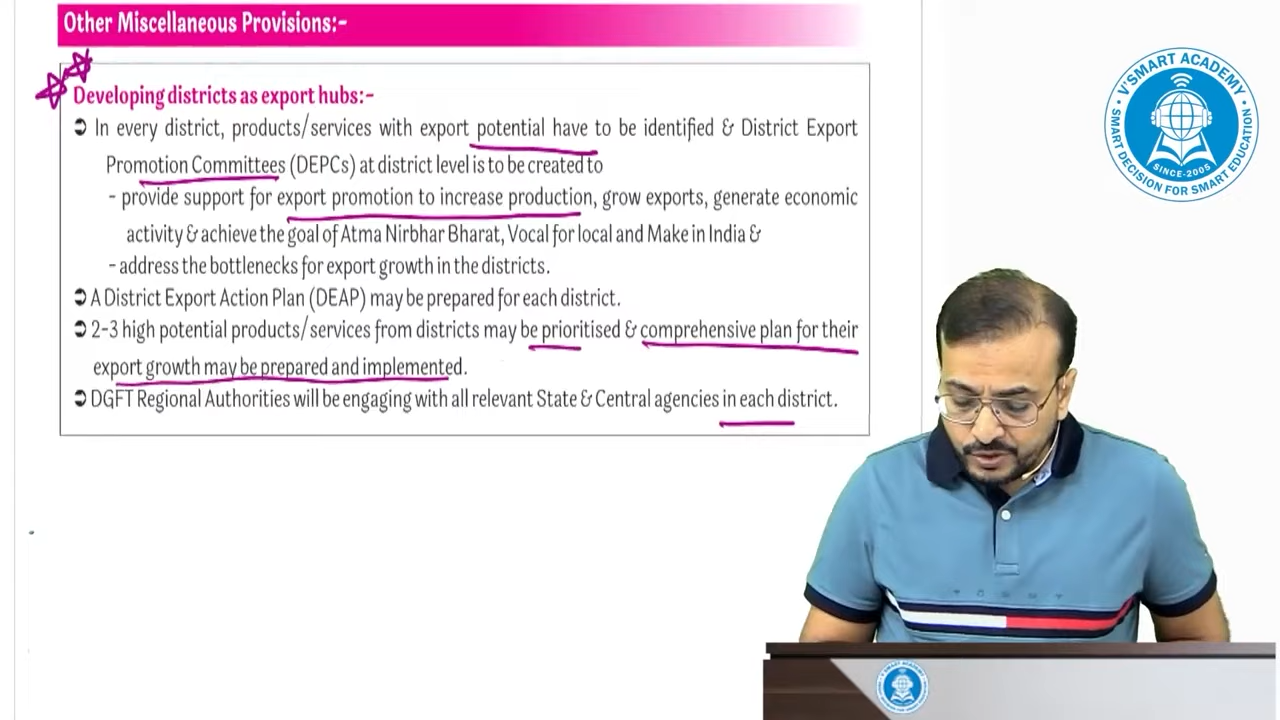 Other Miscellaneous Provisions:-
Developing districts as export hubs:-
➲ In every district, products/services with export potential have to be identified & District Export
Promotion Committees (DEPCs) at district level is to be created to
- provide support for export promotion to increase production, grow exports, generate economic
activity & achieve the goal of Atma Nirbhar Bharat, Vocal for local and Make in India &
- address the bottlenecks for export growth in the districts.
➲ A District Export Action Plan (DEAP) may be prepared for each district.
➲ 2-3 high potential products/services from districts may be prioritised & comprehensive plan for their
export growth may be prepared and implemented.
➲ DGFT Regional Authorities will be engaging with all relevant State & Central agencies in each district.
V'SMART ACADEMY
SINCE-2005
SMART DECISION FOR SMART EDUCATION